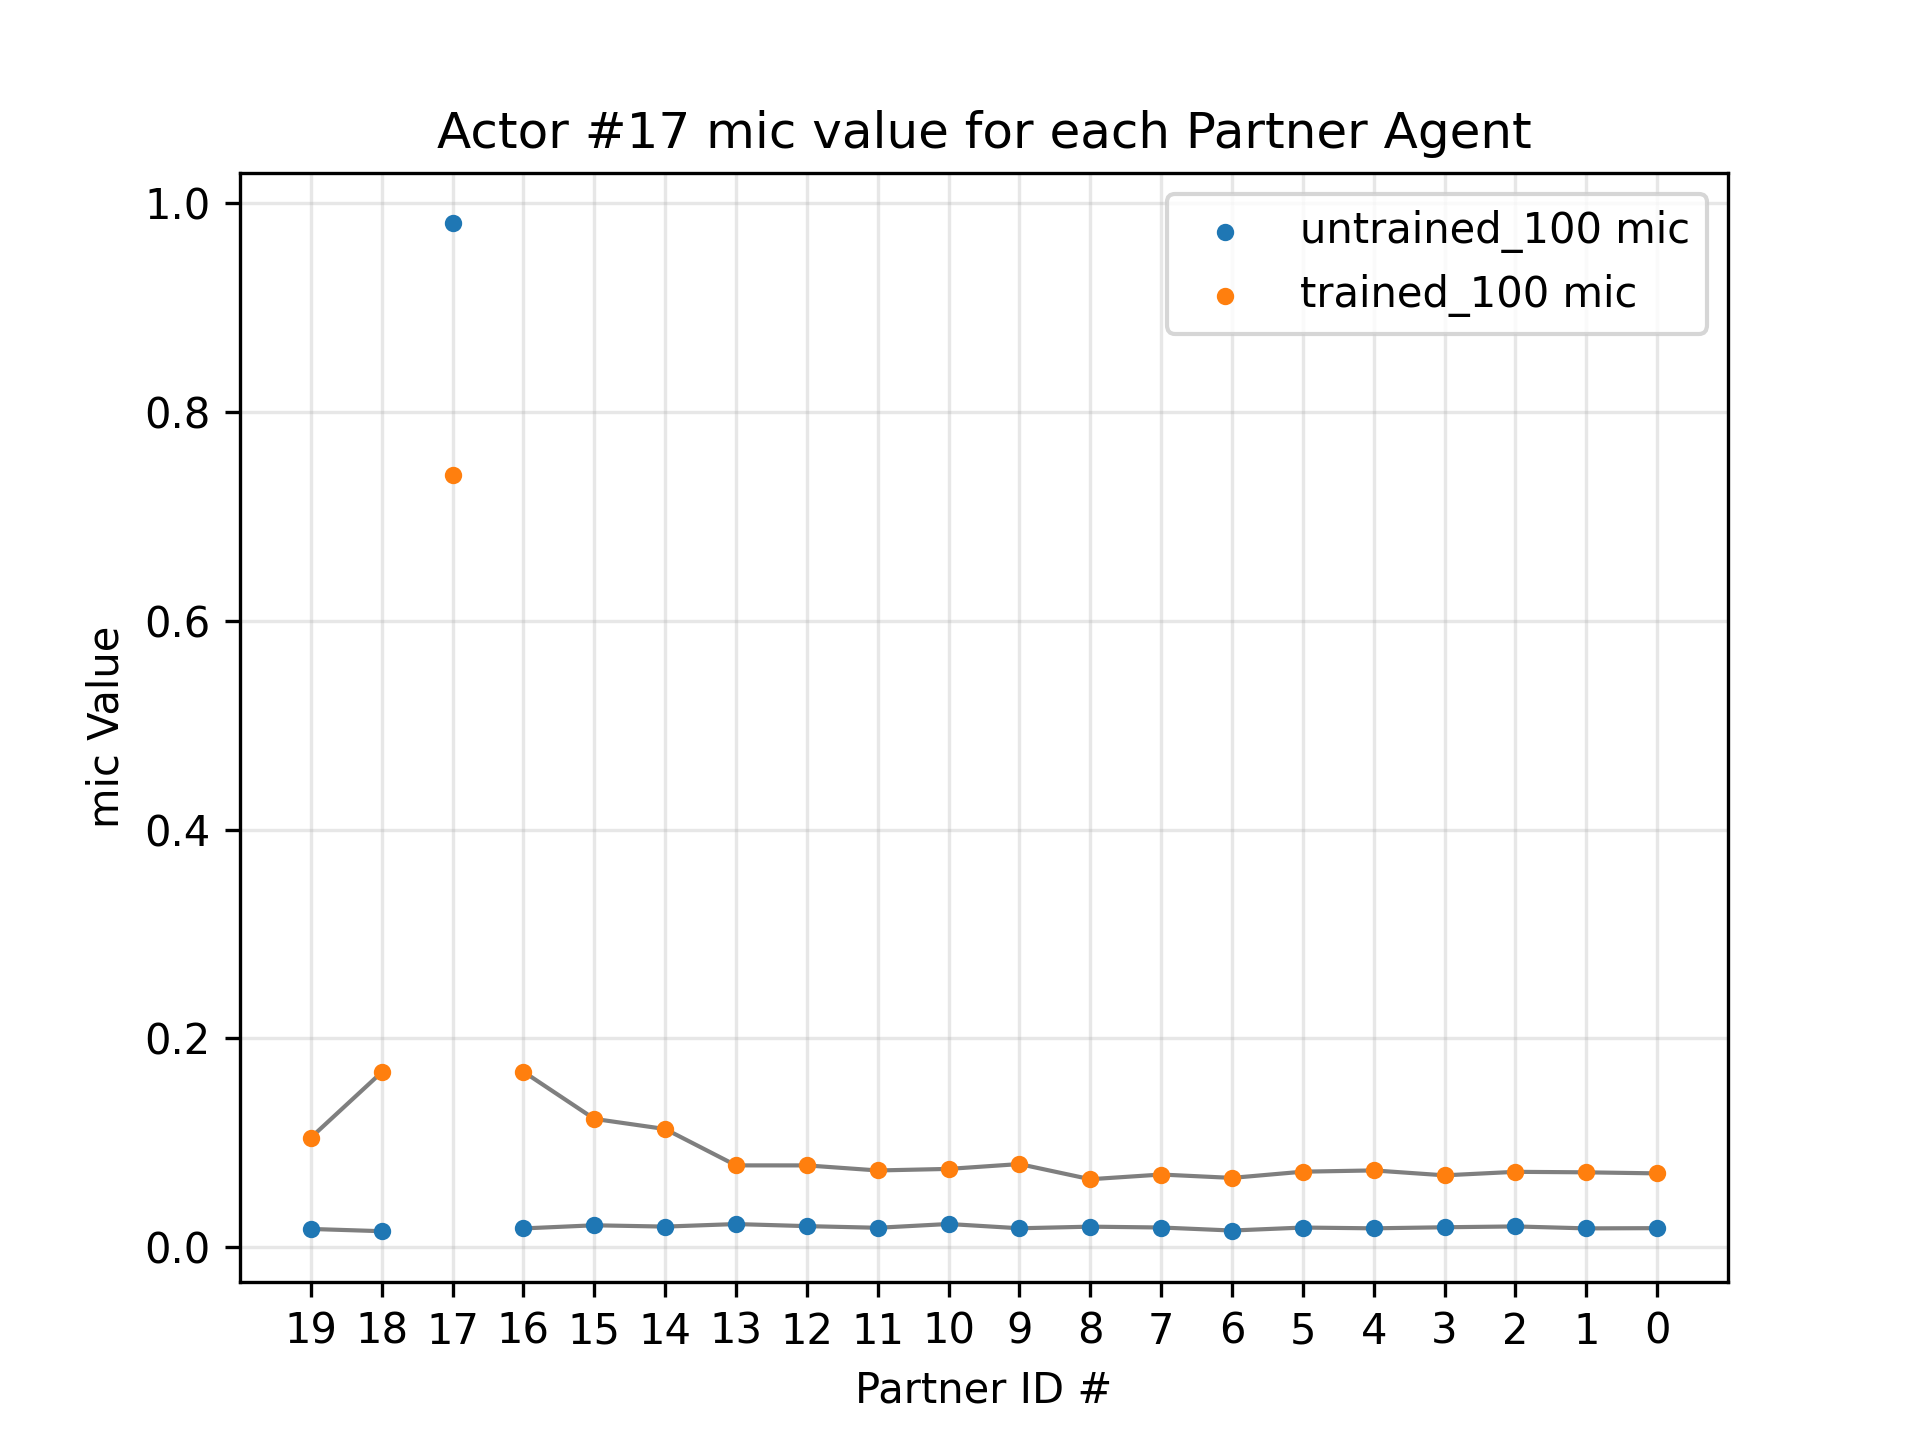 Actor #17 mic value for each Partner Agent
untrained_100 mic
trained_100 mic
1.0
0.8
0.6
0.4
0.2
0.0
mic Value
19 18 17 16 15 14 13 12 11 10 9 8 7 6 5 4 3 2 1 0
Partner ID #